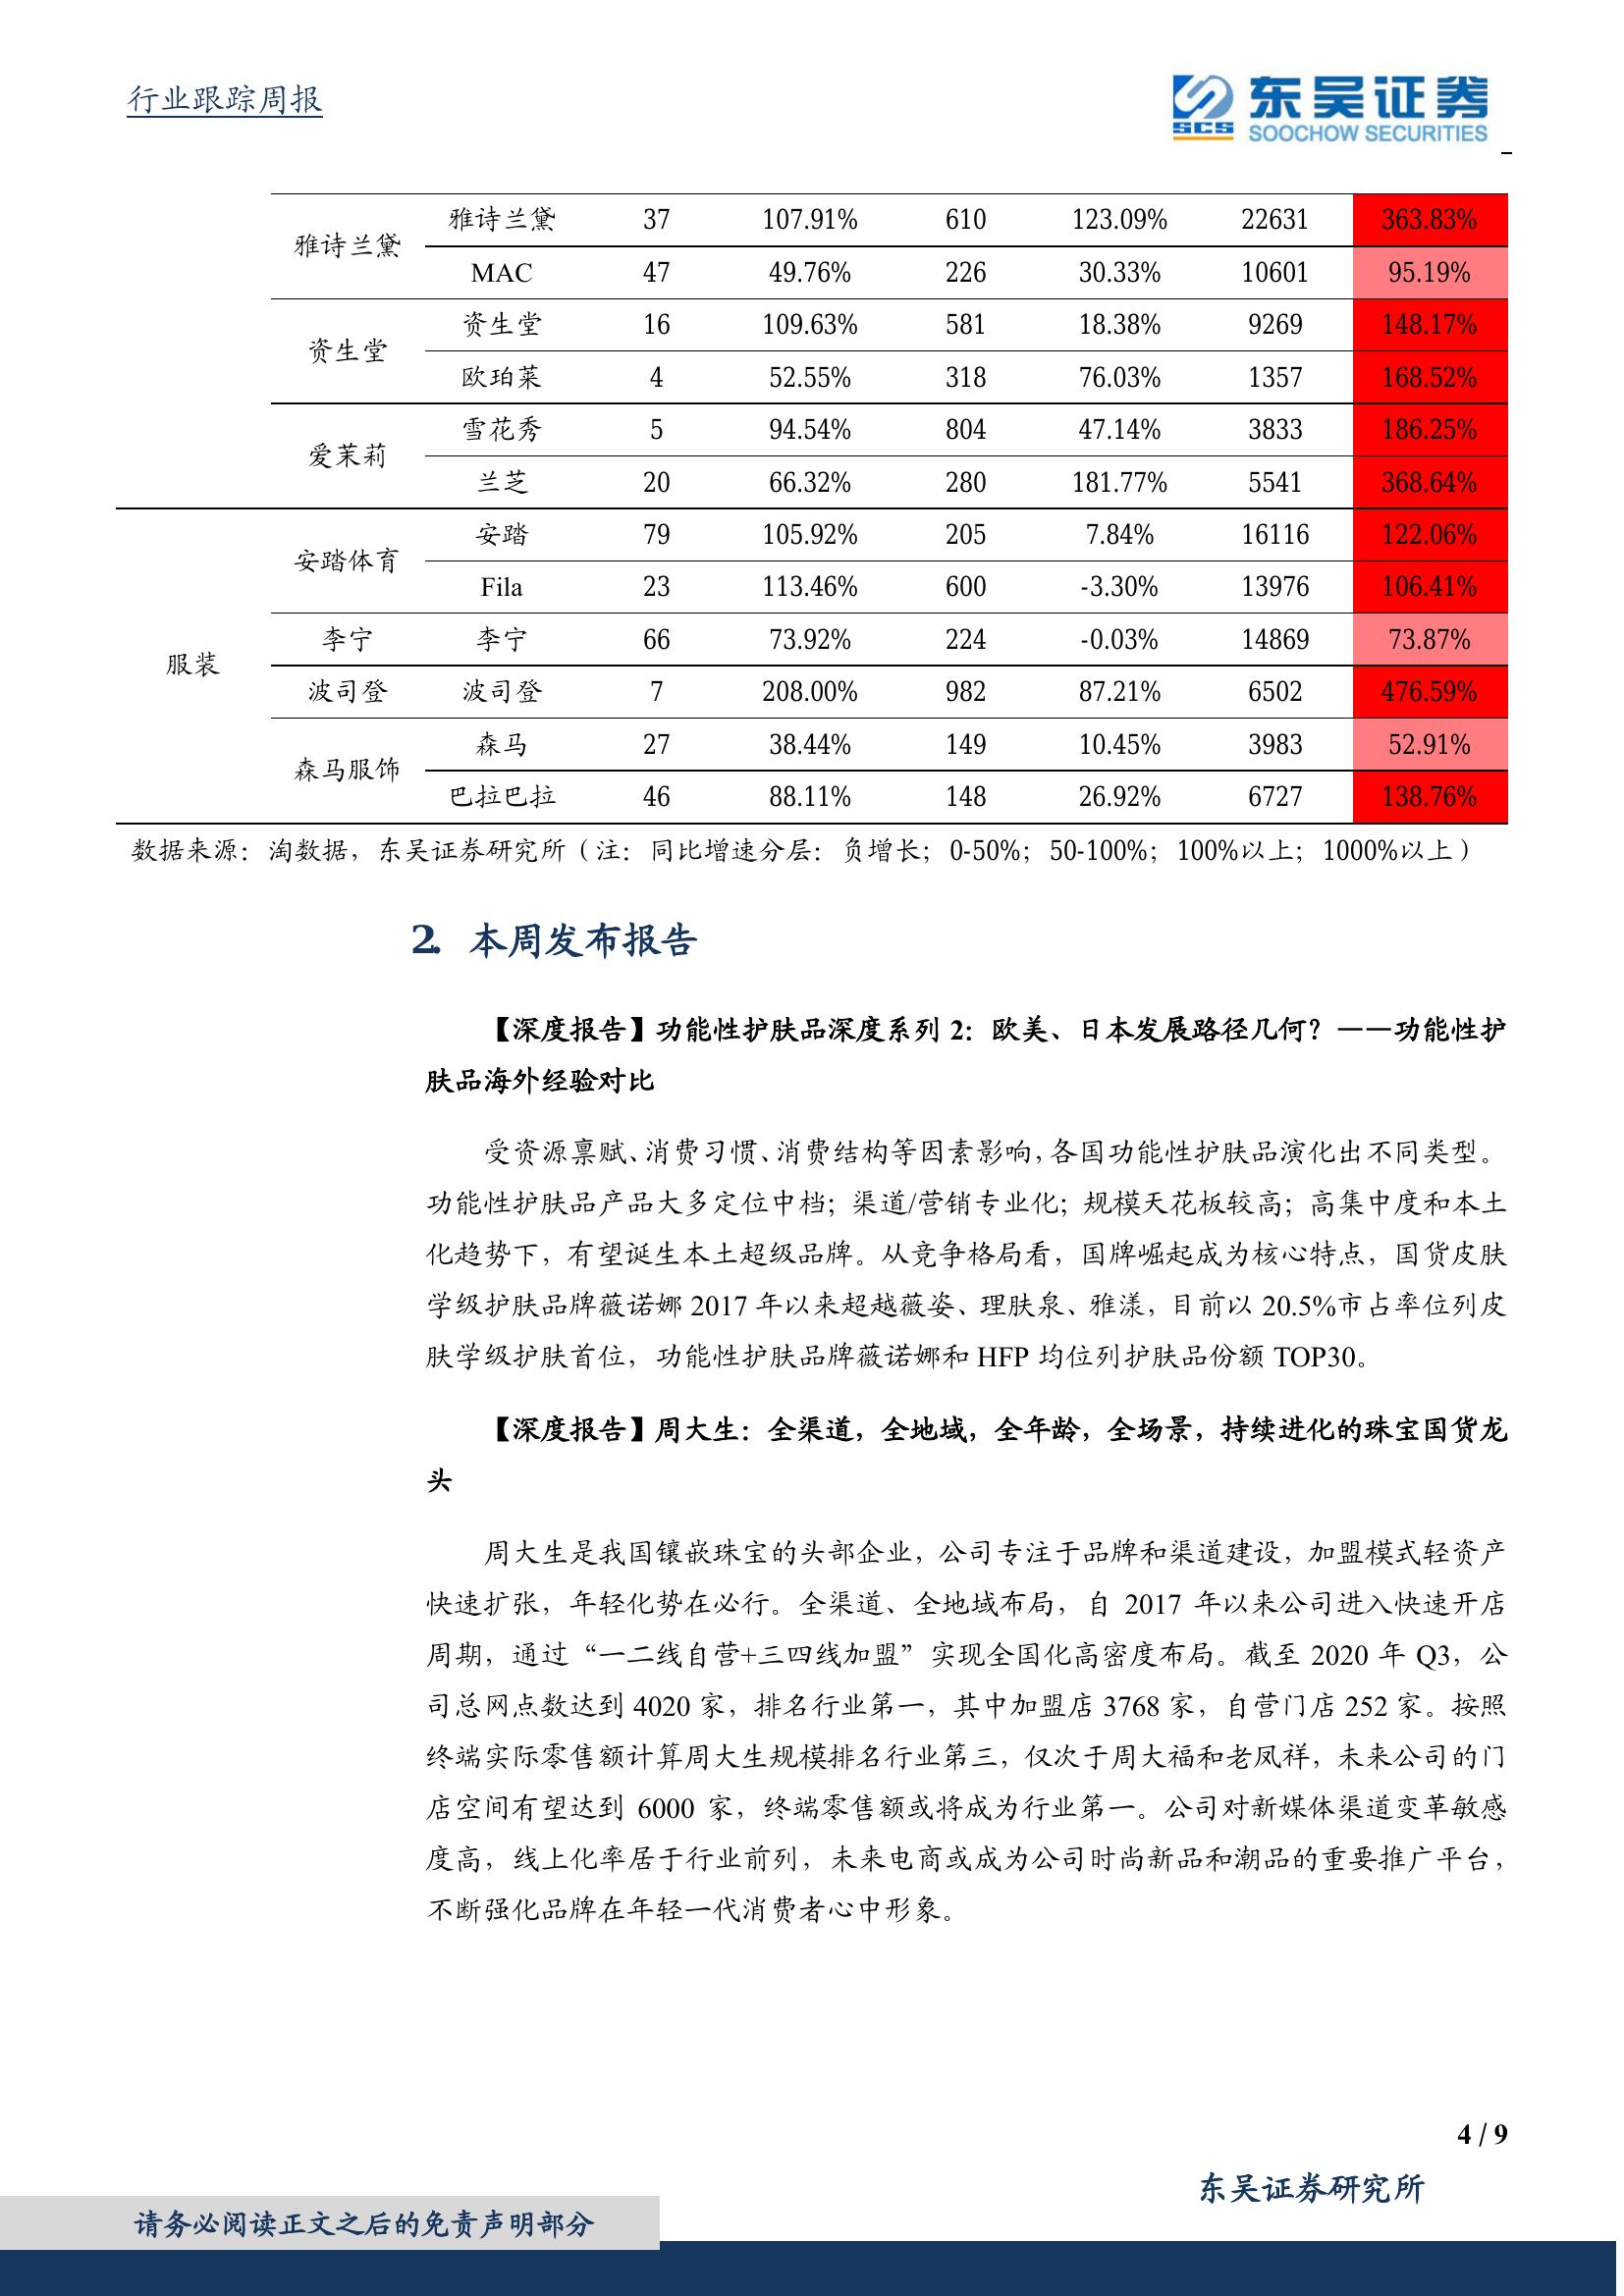 行业跟踪周报
东吴证券
SCS
SOOCHOW SECURITIES
雅诗兰黛 雅诗兰黛 37 107.91% 610 123.09% 22631 363.83%
MAC 47 49.76% 226 30.33% 10601 95.19%
资生堂 资生堂 16 109.63% 581 18.38% 9269 148.17%
欧珀莱 4 52.55% 318 76.03% 1357 168.52%
爱茉莉 雪花秀 5 94.54% 804 47.14% 3833 186.25%
兰芝 20 66.32% 280 181.77% 5541 368.64%
服装 安踏体育 安踏 79 105.92% 205 7.84% 16116 122.06%
Fila 23 113.46% 600 -3.30% 13976 106.41%
李宁 李宁 66 73.92% 224 -0.03% 14869 73.87%
波司登 波司登 7 208.00% 982 87.21% 6502 476.59%
森马服饰 森马 27 38.44% 149 10.45% 3983 52.91%
巴拉巴拉 46 88.11% 148 26.92% 6727 138.76%
数据来源：淘数据，东吴证券研究所（注：同比增速分层：负增长；0-50%；50-100%；100%以上；1000%以上）
2. 本周发布报告
【深度报告】功能性护肤品深度系列 2：欧美、日本发展路径几何？——功能性护
肤品海外经验对比
受资源禀赋、消费习惯、消费结构等因素影响，各国功能性护肤品演化出不同类型。
功能性护肤品产品大多定位中档；渠道/营销专业化；规模天花板较高；高集中度和本土
化趋势下，有望诞生本土超级品牌。从竞争格局看，国牌崛起成为核心特点，国货皮肤
学级护肤品牌薇诺娜 2017 年以来超越薇姿、理肤泉、雅漾，目前以 20.5%市占率位列皮
肤学级护肤首位，功能性护肤品牌薇诺娜和 HFP 均位列护肤品份额 TOP30。
【深度报告】周大生：全渠道，全地域，全年龄，全场景，持续进化的珠宝国货龙
头
周大生是我国镶嵌珠宝的头部企业，公司专注于品牌和渠道建设，加盟模式轻资产
快速扩张，年轻化势在必行。全渠道、全地域布局，自 2017 年以来公司进入快速开店
周期，通过“一二线自营+三四线加盟”实现全国化高密度布局。截至 2020 年 Q3，公
司总网点数达到 4020 家，排名行业第一，其中加盟店 3768 家，自营门店 252 家。按照
终端实际零售额计算周大生规模排名行业第三，仅次于周大福和老凤祥，未来公司的门
店空间有望达到 6000 家，终端零售额或将成为行业第一。公司对新媒体渠道变革敏感
度高，线上化率居于行业前列，未来电商或成为公司时尚新品和潮品的重要推广平台，
不断强化品牌在年轻一代消费者心中形象。
4 / 9
东吴证券研究所
请务必阅读正文之后的免责声明部分